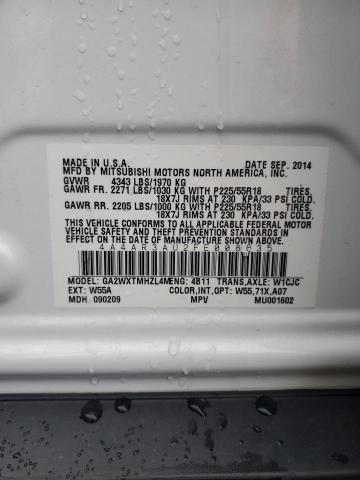 MADE IN U.S.A. DATE SEP. 2014
MFD BY MITSUBISHI MOTORS NORTH AMERICA, INC.
GVWR 4343 LBS/1970 KG
GAWR FR. 2271 LBS/1030 KG WITH P225/55R18 TIRES,
18X7J RIMS AT 230 KPA/33 PSI COLD.
GAWR RR. 2205 LBS/1000 KG WITH P225/55R18 TIRES,
18X7J RIMS AT 230 KPA/33 PSI COLD.
THIS VEHICLE CONFORMS TO ALL APPLICABLE FEDERAL MOTOR
VEHICLE SAFETY, BUMPER, AND THEFT PREVENTION STANDARDS
IN EFFECT ON THE DATE OF MANUFACTURE SHOWN ABOVE.
4A4AR3AU2FE008635
MODEL: GA2WXTMHZL4M ENG: 4B11 TRANS,AXLE: W1CJC
EXT: W55A COLOR,INT,OPT: W55,71X,A07
MDH: 090209 MPV MU001602